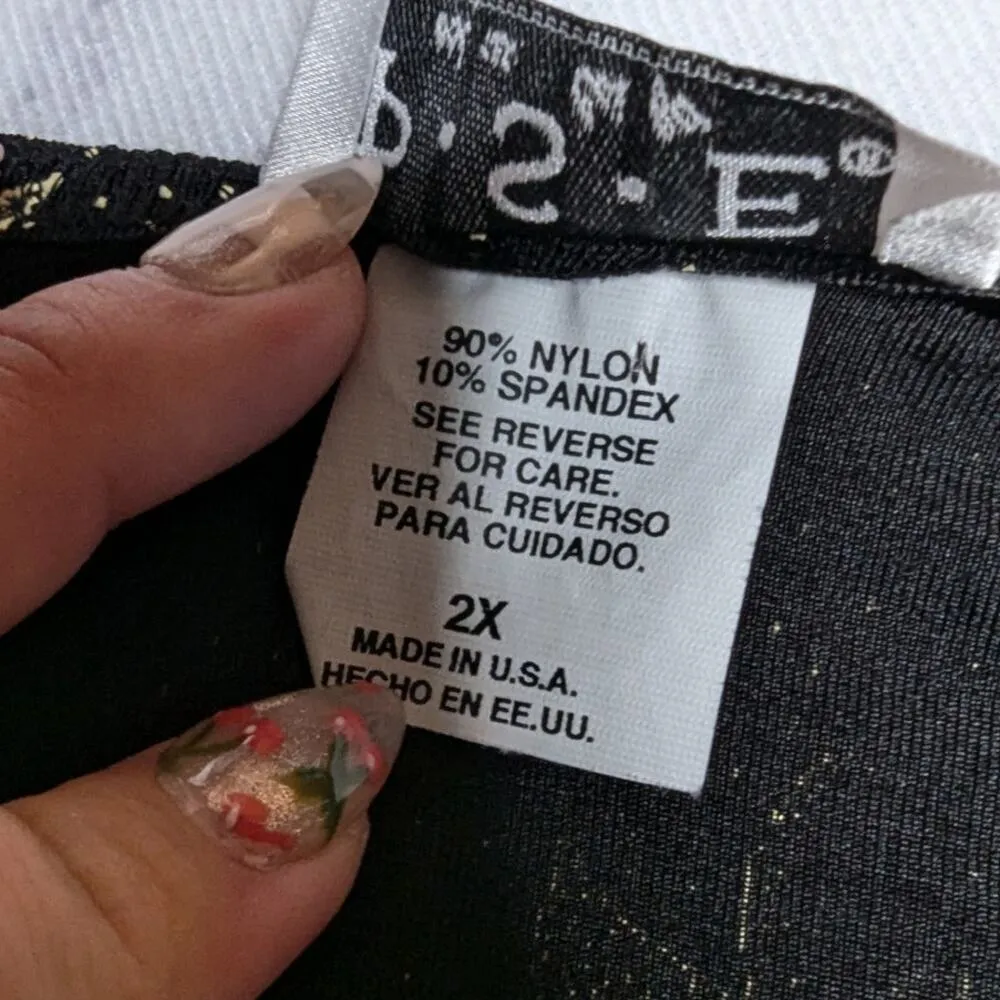 S·E®
90% NYLON
10% SPANDEX
SEE REVERSE
FOR CARE.
VER AL REVERSO
PARA CUIDADO.
2X
MADE IN U.S.A.
HECHO EN EE.UU.